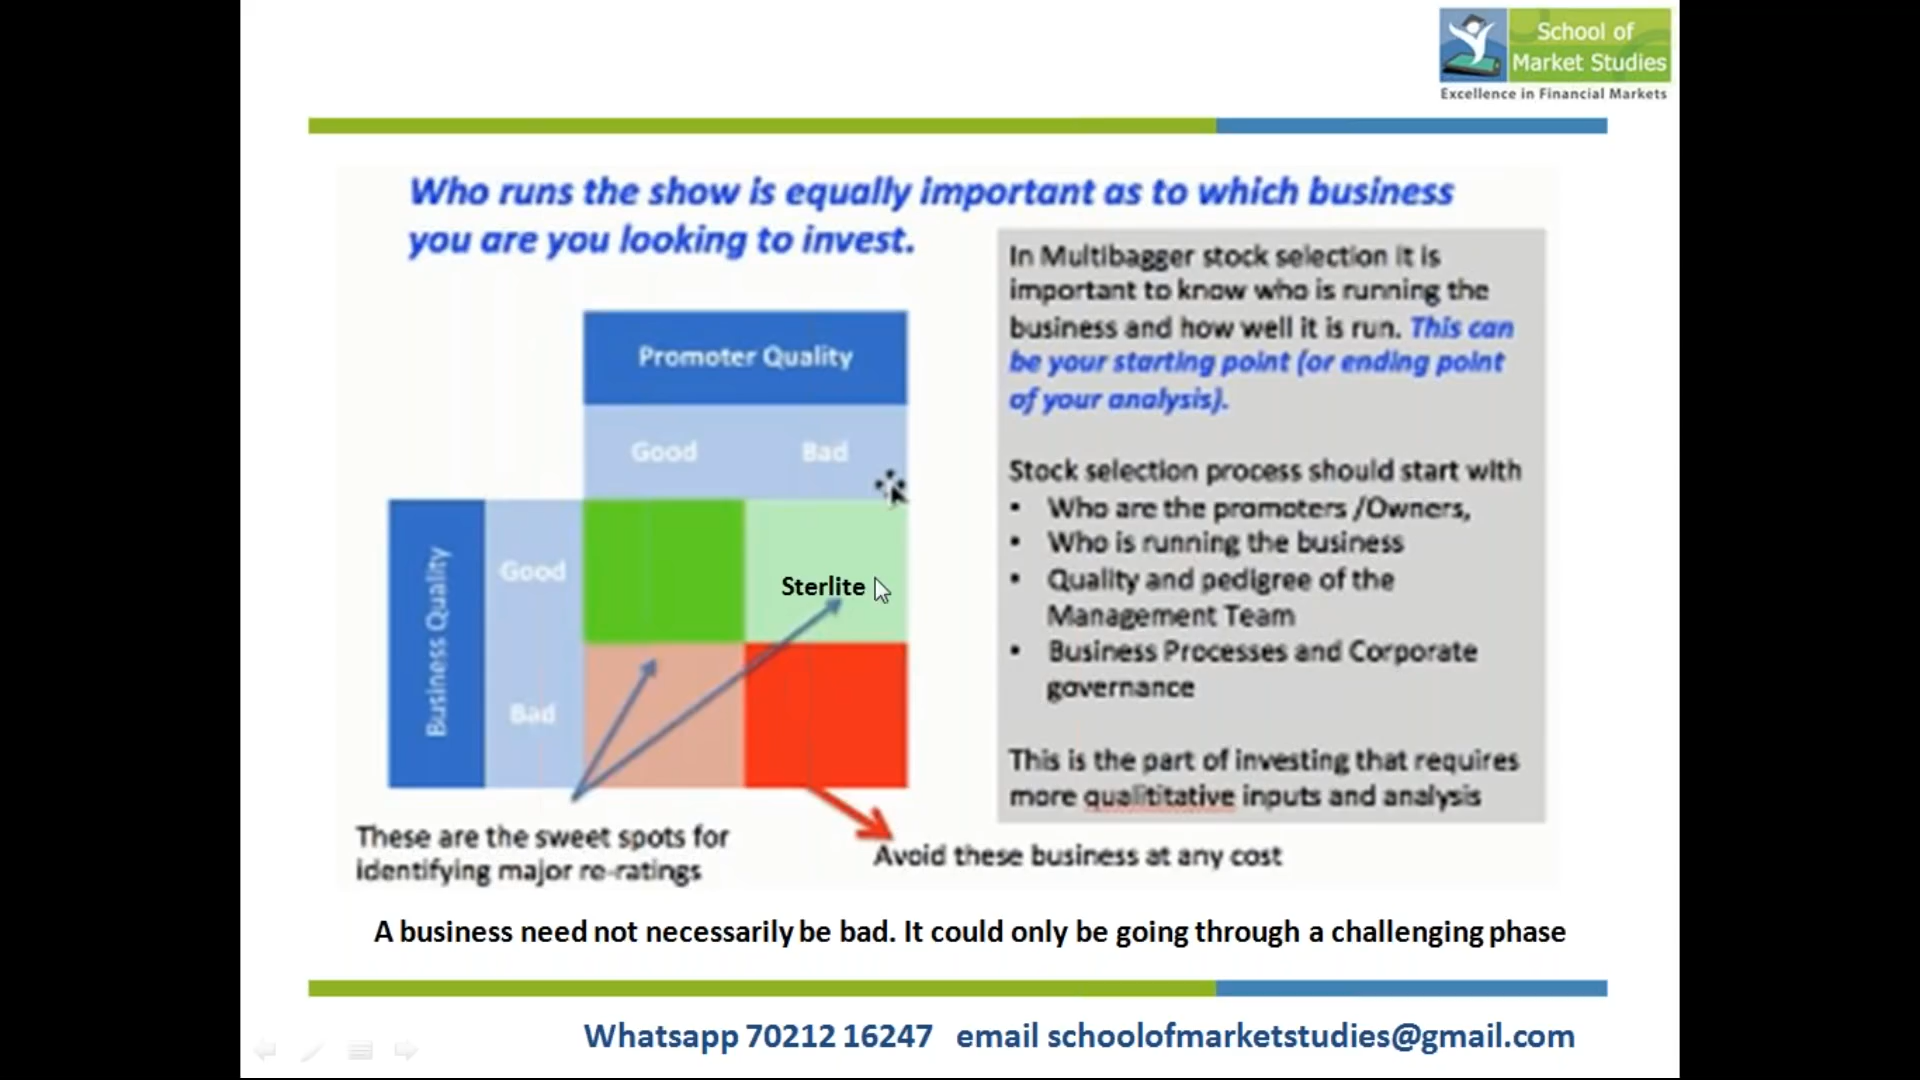 School of
Market Studies
Excellence in Financial Markets
Who runs the show is equally important as to which business
you are you looking to invest.
Promoter Quality
Good
Bad
Business Quality
Good
Sterlite
Bad
These are the sweet spots for
identifying major re-ratings
Avoid these business at any cost
In Multibagger stock selection it is
important to know who is running the
business and how well it is run. This can
be your starting point (or ending point
of your analysis).
Stock selection process should start with
• Who are the promoters /Owners,
• Who is running the business
• Quality and pedigree of the
Management Team
• Business Processes and Corporate
governance
This is the part of investing that requires
more qualititative inputs and analysis
A business need not necessarily be bad. It could only be going through a challenging phase
Whatsapp 70212 16247 email schoolofmarketstudies@gmail.com